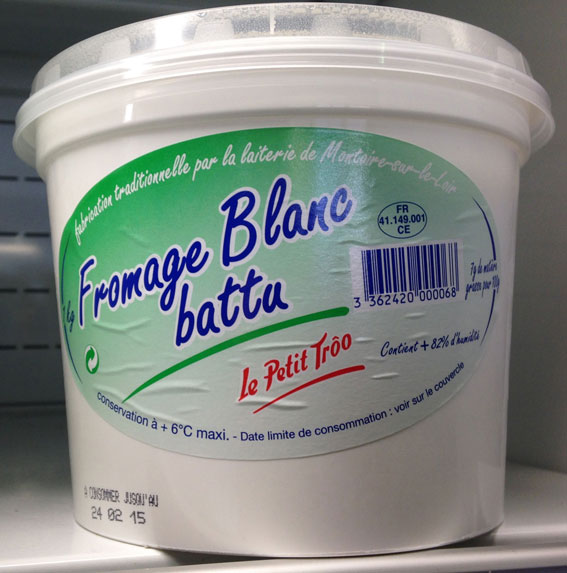 fabrication traditionnelle par la laiterie de Montoire-sur-le-Loir
Fromage Blanc
battu
FR
41.149.001
CE
3 362420 000068
7g de matière
grasse pour
Contient + 82% d'humidité
Le Petit Trôo
conservation à + 6°C maxi. - Date limite de consommation : voir sur le couvercle
A CONSOMMER JUSQU'AU
24 02 15